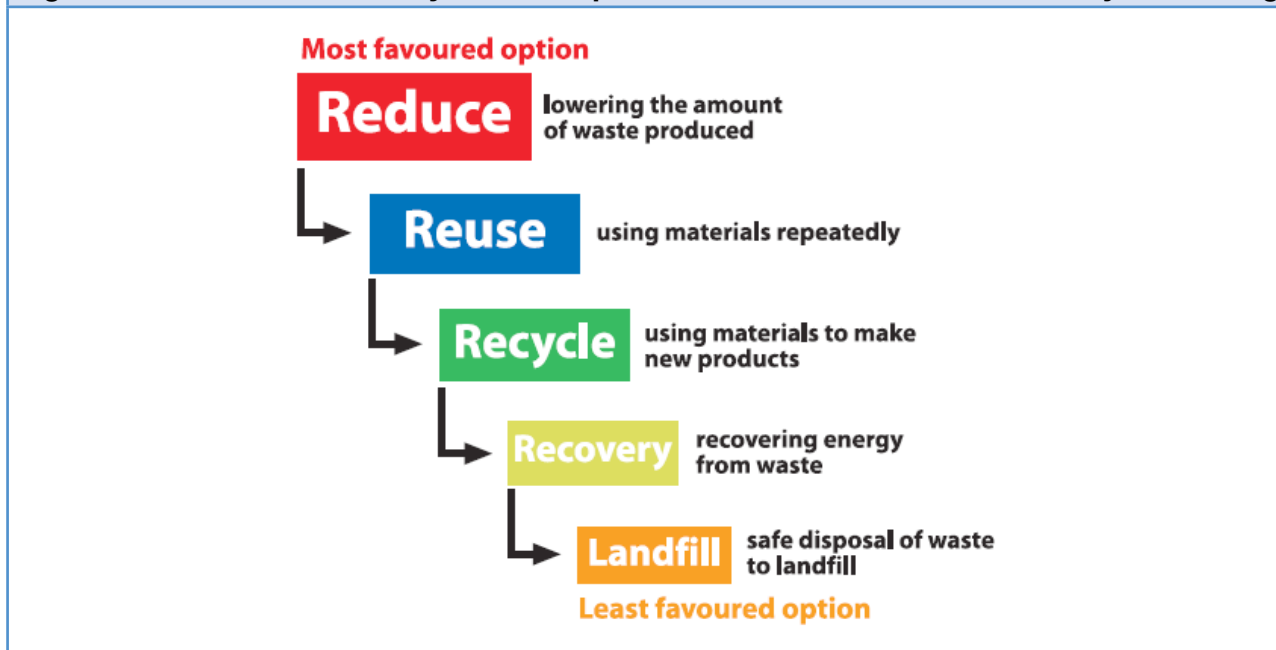 Most favoured option
Reduce
lowering the amount
of waste produced
Reuse
using materials repeatedly
Recycle
using materials to make
new products
Recovery
recovering energy
from waste
Landfill
safe disposal of waste
to landfill
Least favoured option